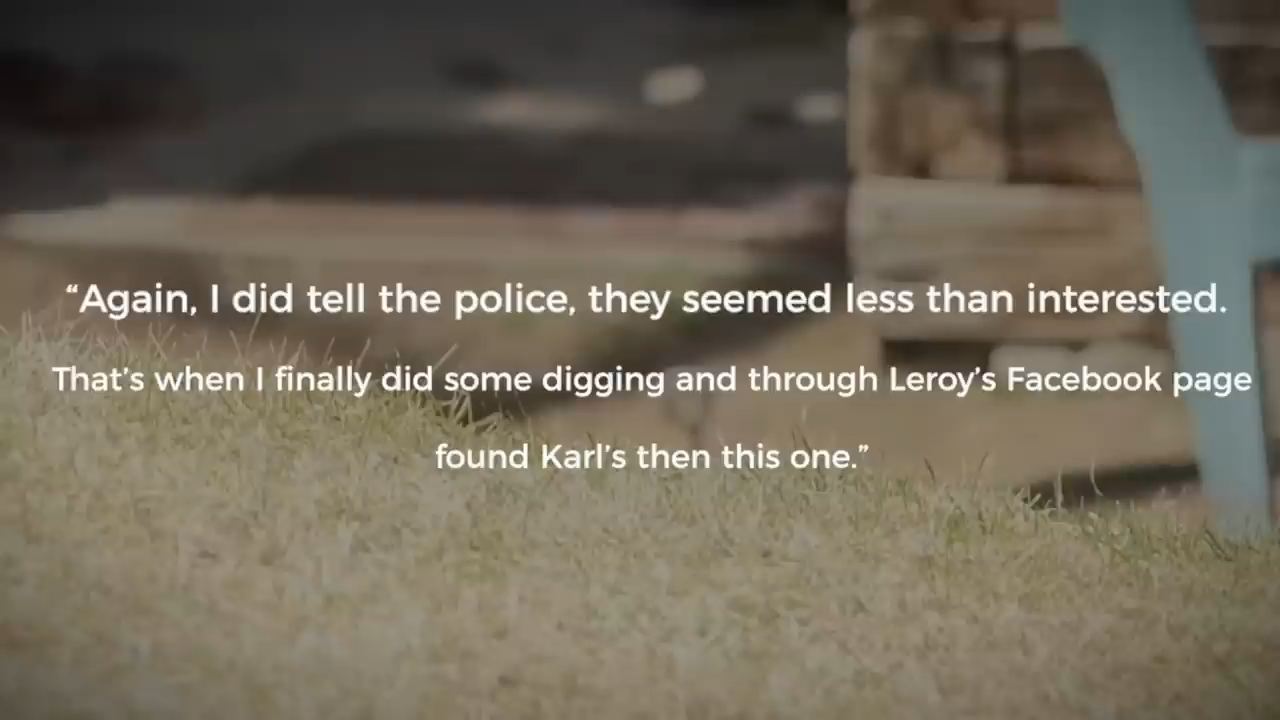 “Again, I did tell the police, they seemed less than interested.
That’s when I finally did some digging and through Leroy’s Facebook page
found Karl’s then this one.”